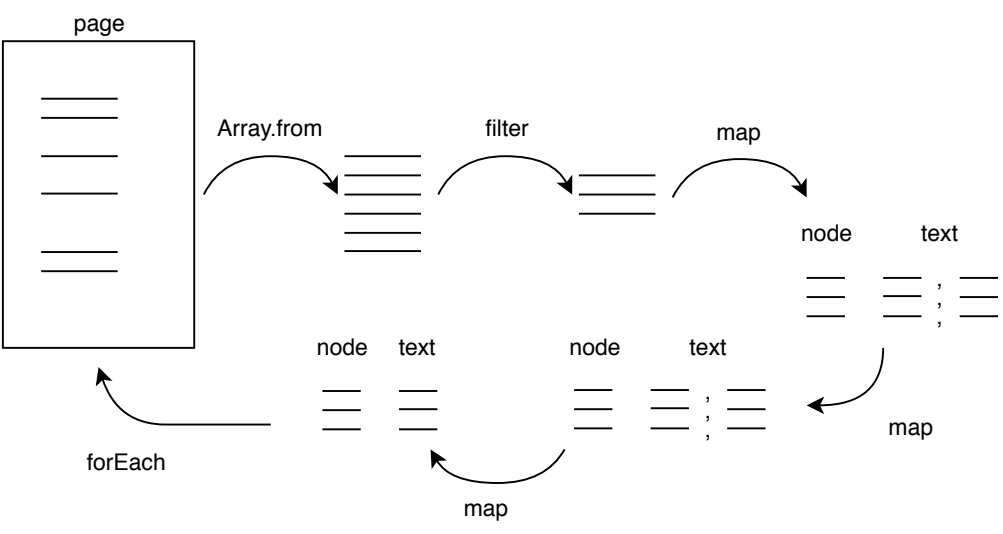 page
Array.from
filter
map
node text
,
,
,
map
node text
,
,
,
map
node text
forEach